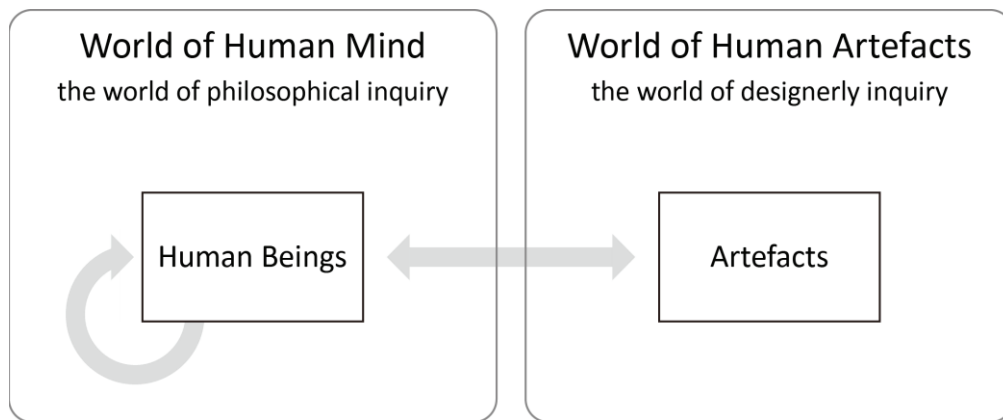 World of Human Mind
the world of philosophical inquiry
Human Beings
World of Human Artefacts
the world of designerly inquiry
Artefacts